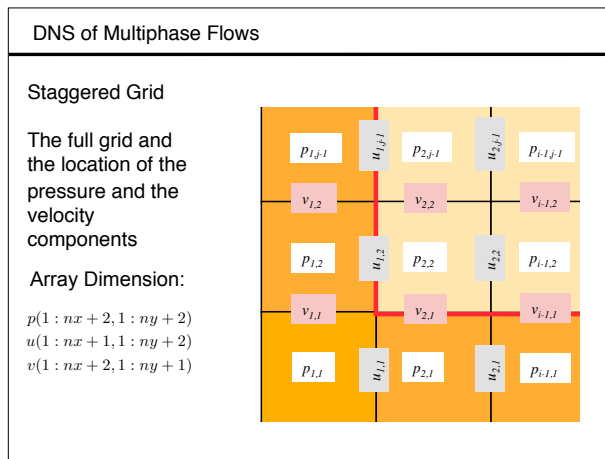 DNS of Multiphase Flows
Staggered Grid
The full grid and
the location of the
pressure and the
velocity
components
Array Dimension:
p(1 : nx + 2, 1 : ny + 2)
u(1 : nx + 1, 1 : ny + 2)
v(1 : nx + 2, 1 : ny + 1)
p1,j-1 u1,j-1 p2,j-1 u2,j-1 pi-1,j-1
v1,2 v2,2 vi-1,2
p1,2 u1,2 p2,2 u2,2 pi-1,2
v1,1 v2,1 vi-1,1
p1,1 u1,1 p2,1 u2,1 pi-1,1